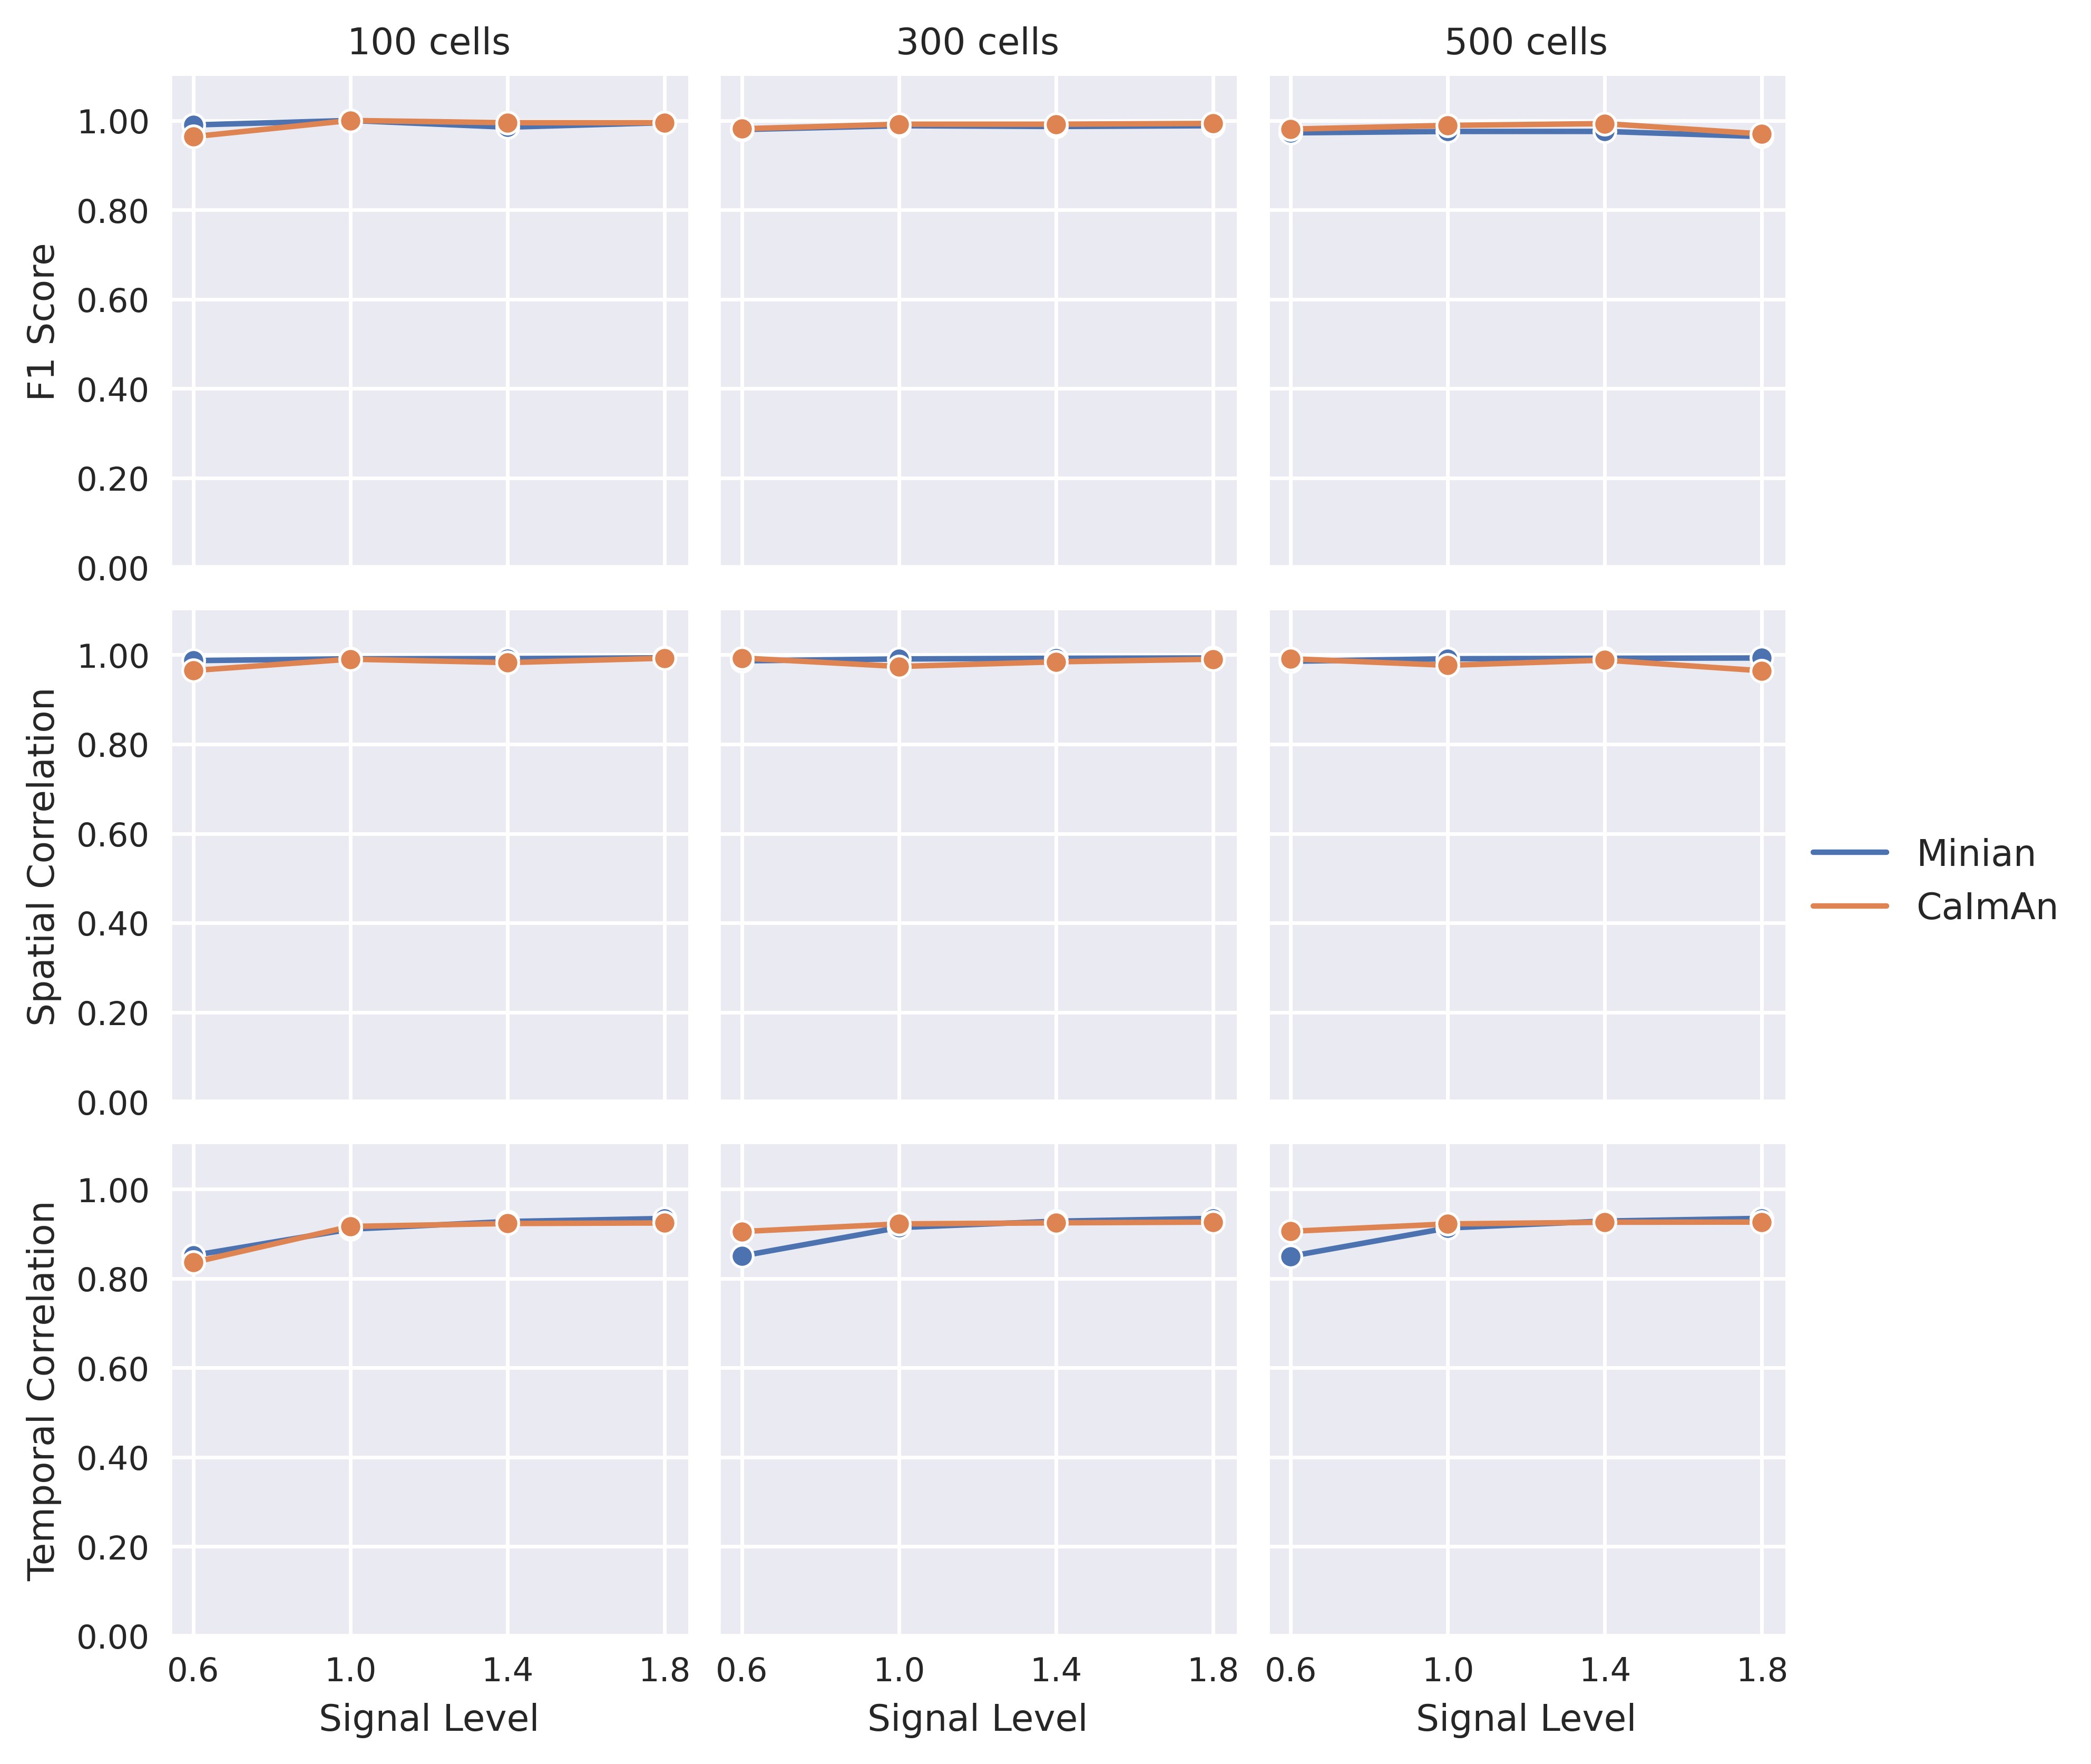 100 cells
300 cells
500 cells
F1 Score
1.00
0.80
0.60
0.40
0.20
0.00
Spatial Correlation
1.00
0.80
0.60
0.40
0.20
0.00
Minian
CaImAn
Temporal Correlation
1.00
0.80
0.60
0.40
0.20
0.00
0.6 1.0 1.4 1.8
0.6 1.0 1.4 1.8
0.6 1.0 1.4 1.8
Signal Level
Signal Level
Signal Level